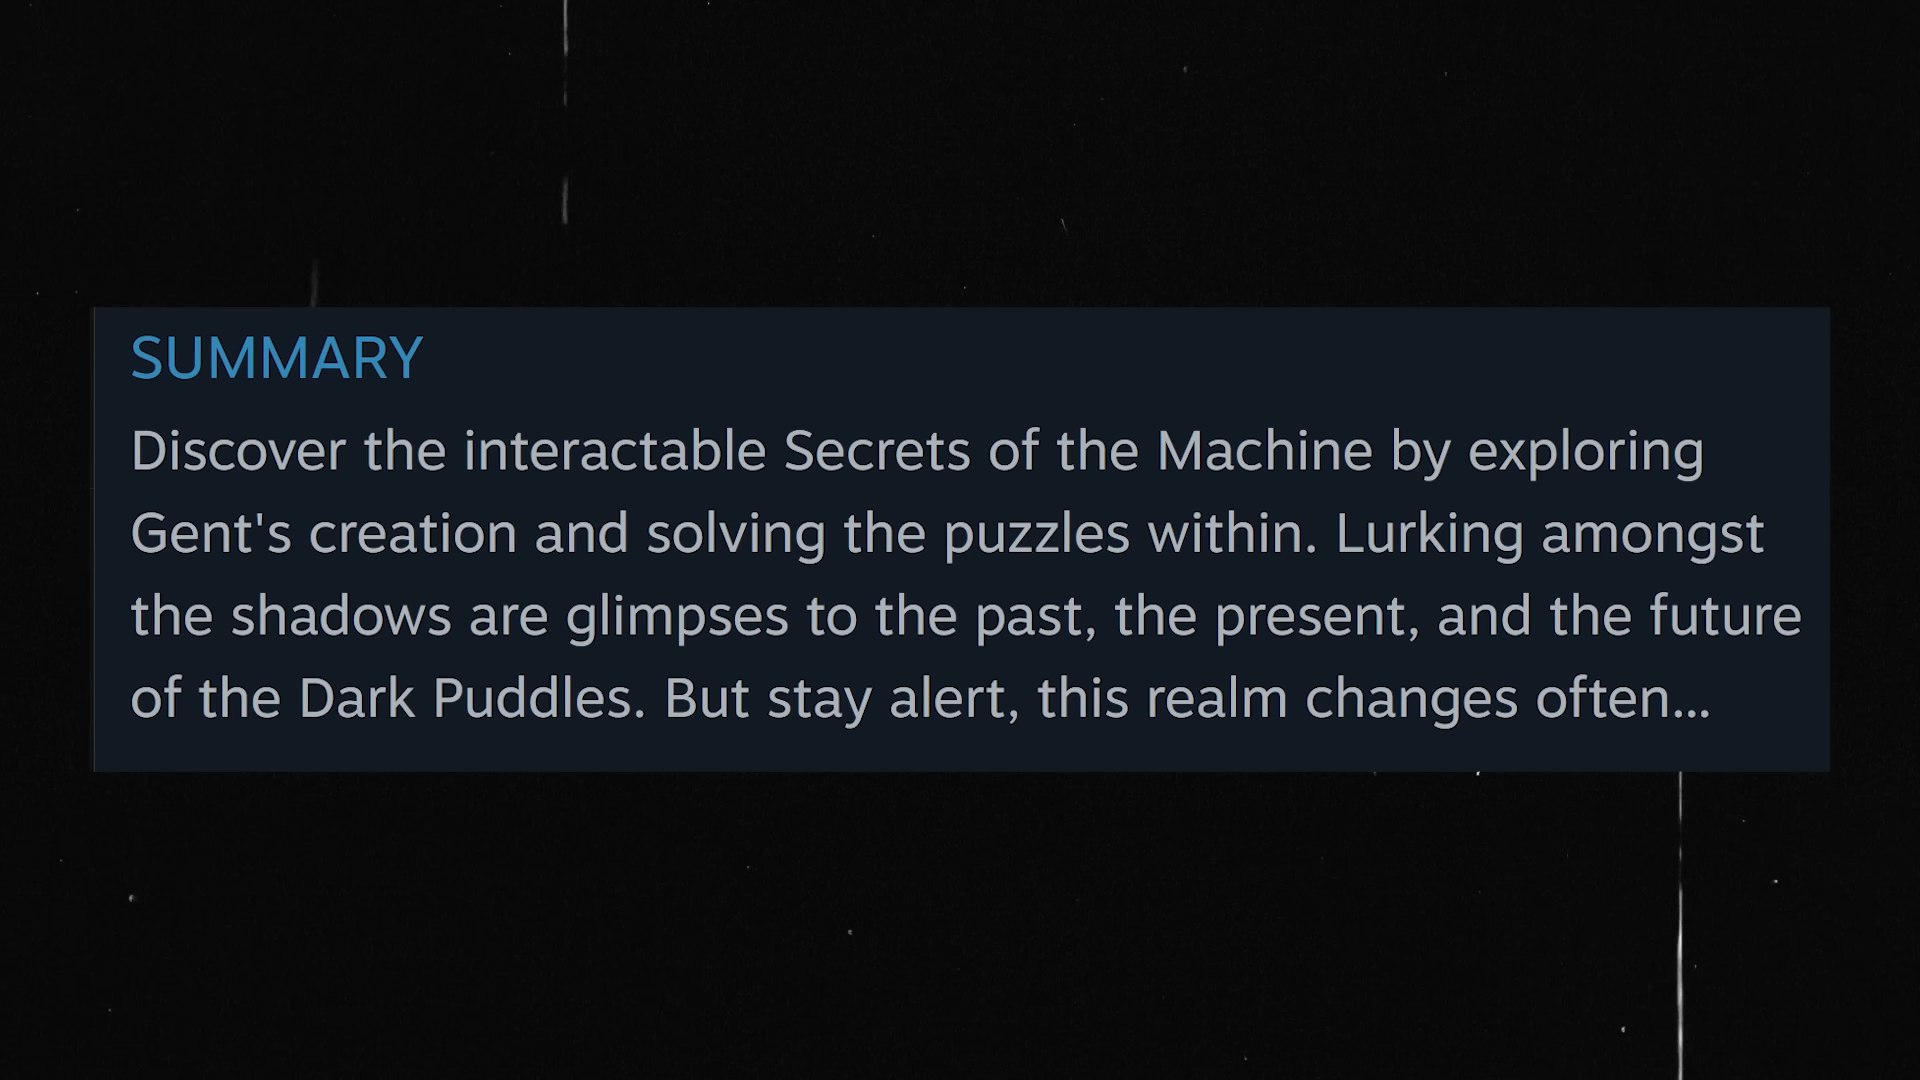 SUMMARY
Discover the interactable Secrets of the Machine by exploring
Gent's creation and solving the puzzles within. Lurking amongst
the shadows are glimpses to the past, the present, and the future
of the Dark Puddles. But stay alert, this realm changes often...